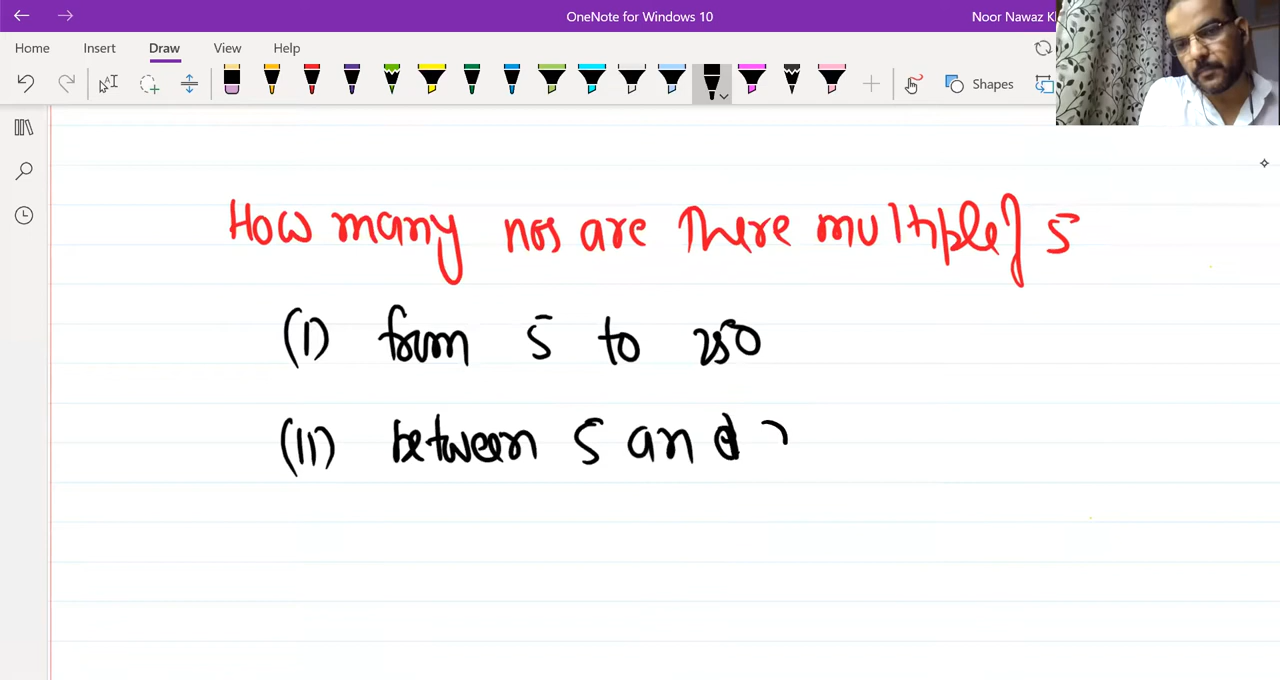 OneNote for Windows 10
Noor Nawaz K
Home Insert Draw View Help
Shapes
How many nos are There multiple of 5
(I) from 5 to 250
(II) between 5 and